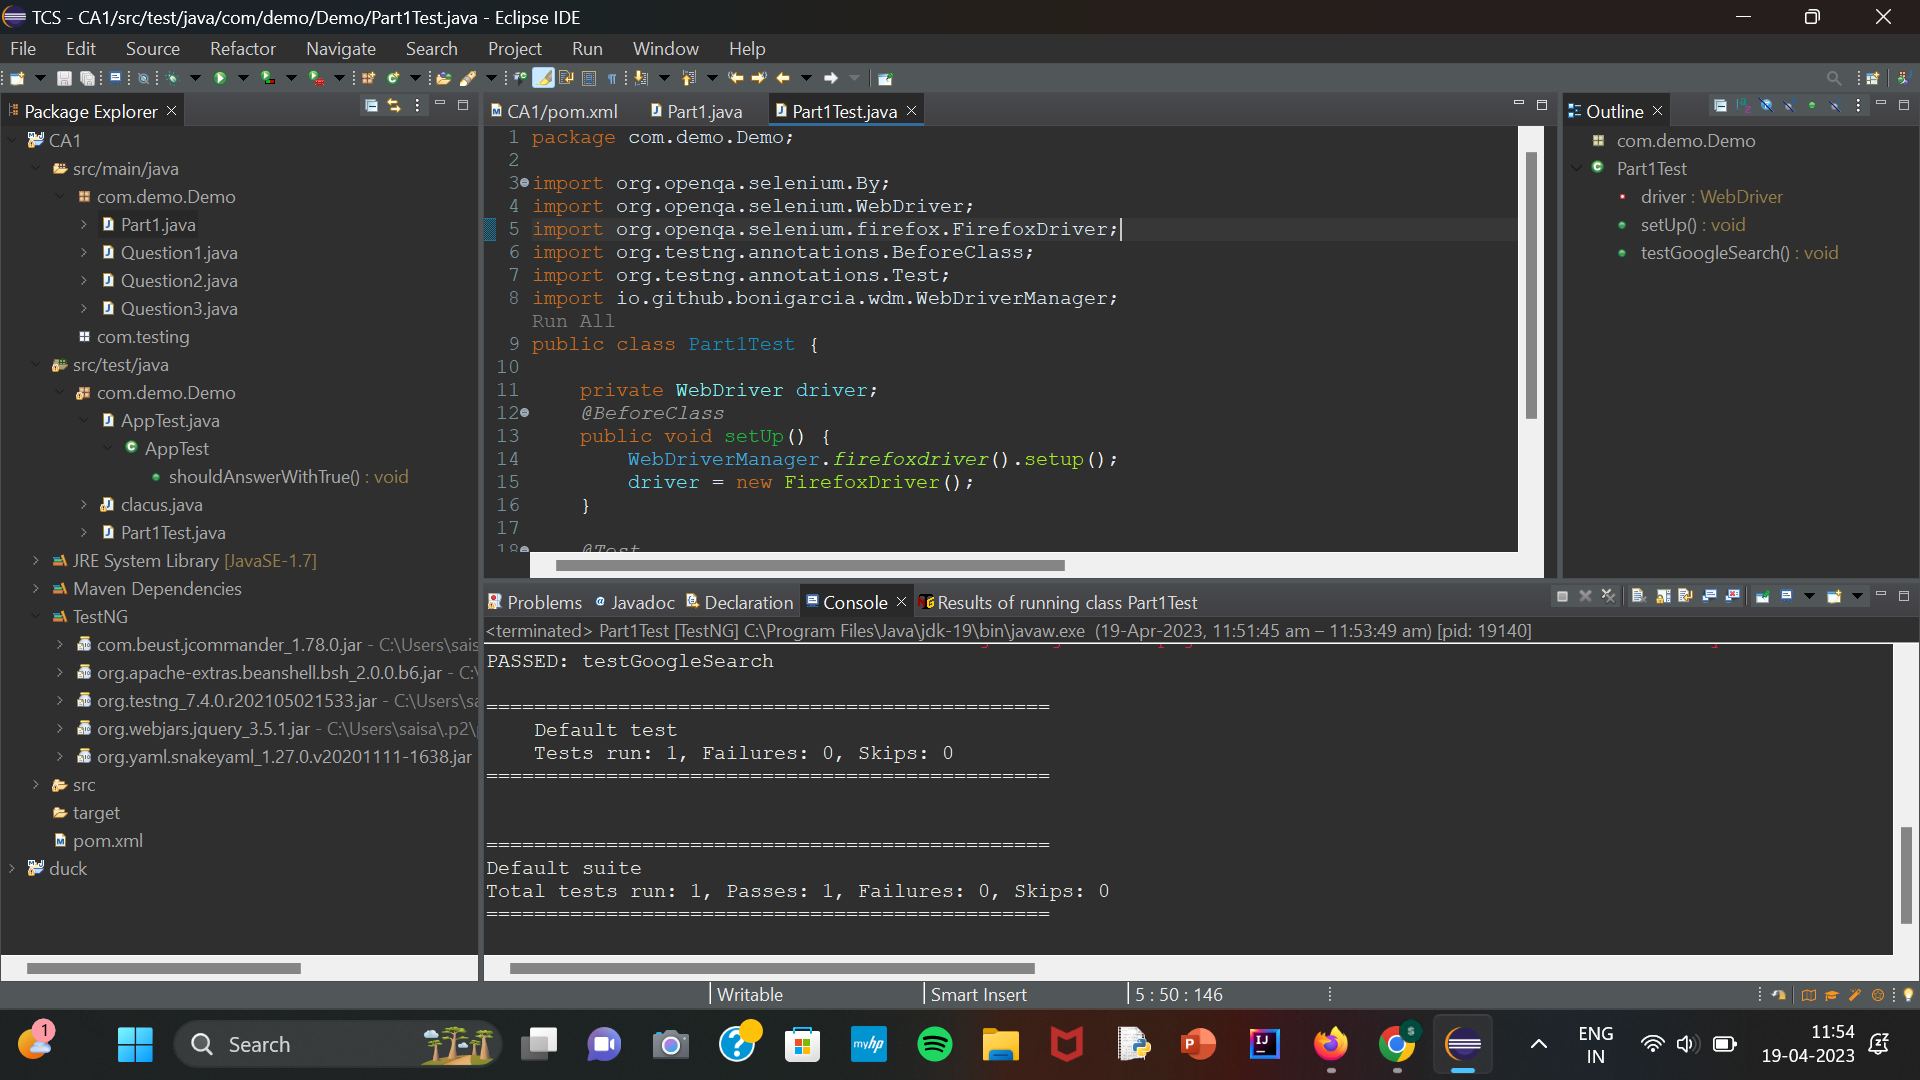 TCS - CA1/src/test/java/com/demo/Demo/Part1Test.java - Eclipse IDE
File Edit Source Refactor Navigate Search Project Run Window Help
Package Explorer
CA1
src/main/java
com.demo.Demo
Part1.java
Question1.java
Question2.java
Question3.java
com.testing
src/test/java
com.demo.Demo
AppTest.java
AppTest
shouldAnswerWithTrue() : void
clacus.java
Part1Test.java
JRE System Library [JavaSE-1.7]
Maven Dependencies
TestNG
com.beust.jcommander_1.78.0.jar - C:\Users\sais
org.apache-extras.beanshell.bsh_2.0.0.b6.jar - C:\
org.testng_7.4.0.r202105021533.jar - C:\Users\sa
org.webjars.jquery_3.5.1.jar - C:\Users\saisa\.p2\
org.yaml.snakeyaml_1.27.0.v20201111-1638.jar
src
target
pom.xml
duck
CA1/pom.xml Part1.java Part1Test.java
1 package com.demo.Demo;
2
3 import org.openqa.selenium.By;
4 import org.openqa.selenium.WebDriver;
5 import org.openqa.selenium.firefox.FirefoxDriver;
6 import org.testng.annotations.BeforeClass;
7 import org.testng.annotations.Test;
8 import io.github.bonigarcia.wdm.WebDriverManager;
Run All
9 public class Part1Test {
10
11 private WebDriver driver;
12 @BeforeClass
13 public void setUp() {
14 WebDriverManager.firefoxdriver().setup();
15 driver = new FirefoxDriver();
16 }
17
18 @Test
Outline
com.demo.Demo
Part1Test
driver : WebDriver
setUp() : void
testGoogleSearch() : void
Problems Javadoc Declaration Console Results of running class Part1Test
<terminated> Part1Test [TestNG] C:\Program Files\Java\jdk-19\bin\javaw.exe (19-Apr-2023, 11:51:45 am – 11:53:49 am) [pid: 19140]
PASSED: testGoogleSearch
===============================================
Default test
Tests run: 1, Failures: 0, Skips: 0
===============================================
===============================================
Default suite
Total tests run: 1, Passes: 1, Failures: 0, Skips: 0
===============================================
Writable Smart Insert 5 : 50 : 146
1
Search
myhp
P
IJ
S
ENG
IN
11:54
19-04-2023